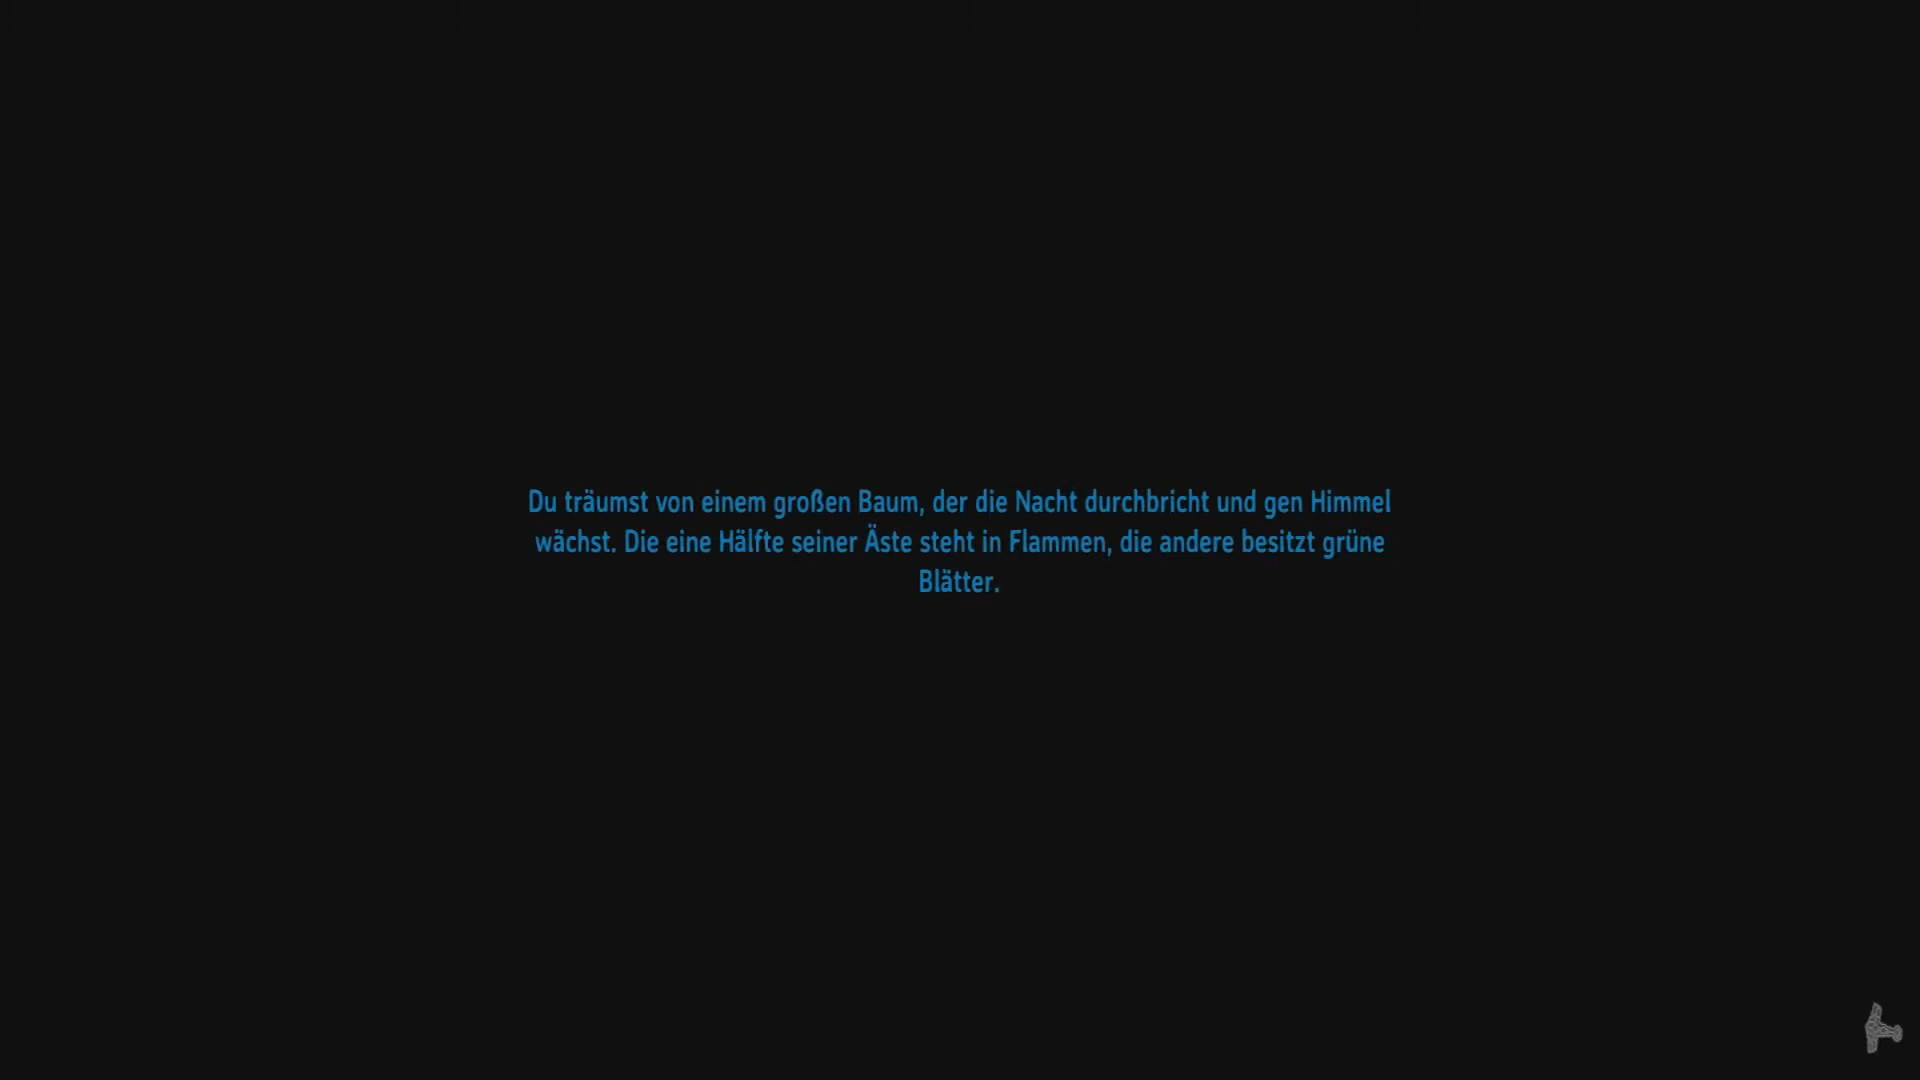 Du träumst von einem großen Baum, der die Nacht durchbricht und gen Himmel
wächst. Die eine Hälfte seiner Äste steht in Flammen, die andere besitzt grüne
Blätter.